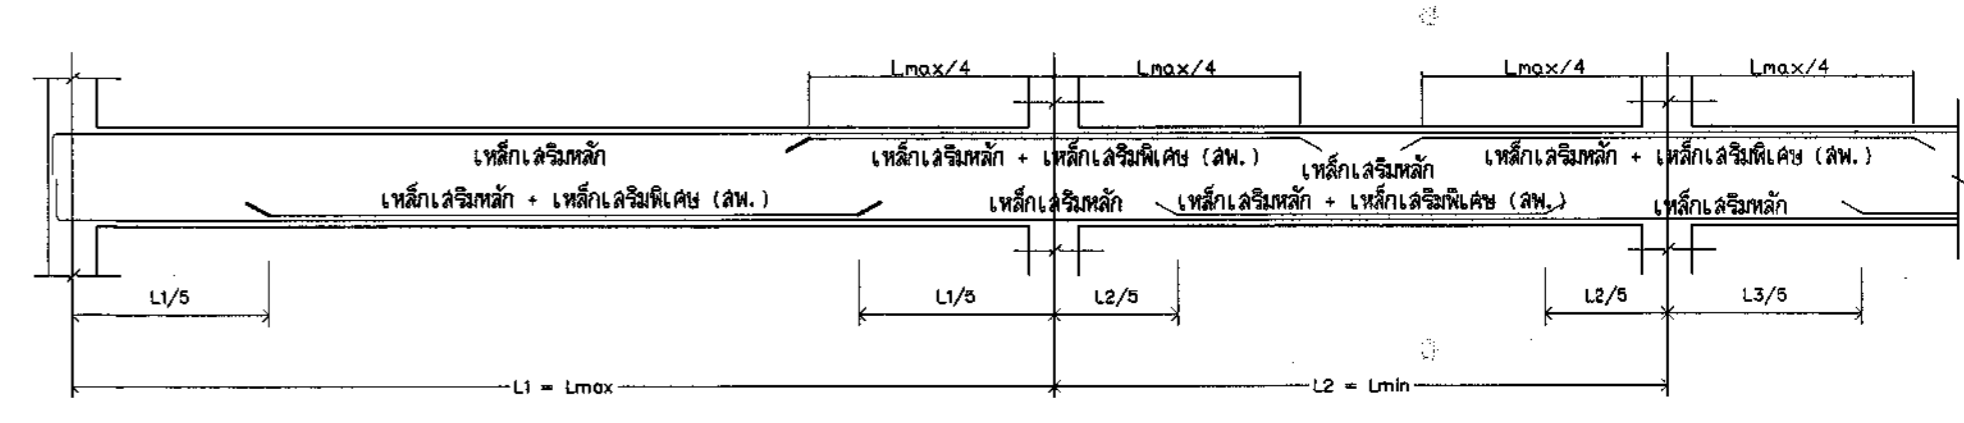 Lmax/4 Lmax/4 Lmax/4 Lmax/4
เหล็กเสริมหลัก เหล็กเสริมหลัก + เหล็กเสริมพิเศษ (สพ.) เหล็กเสริมหลัก เหล็กเสริมหลัก + เหล็กเสริมพิเศษ (สพ.)
เหล็กเสริมหลัก + เหล็กเสริมพิเศษ (สพ.) เหล็กเสริมหลัก เหล็กเสริมหลัก + เหล็กเสริมพิเศษ (สพ.) เหล็กเสริมหลัก
L1/5 L1/5 L2/5 L2/5 L3/5
L1 = Lmax L2 = Lmin